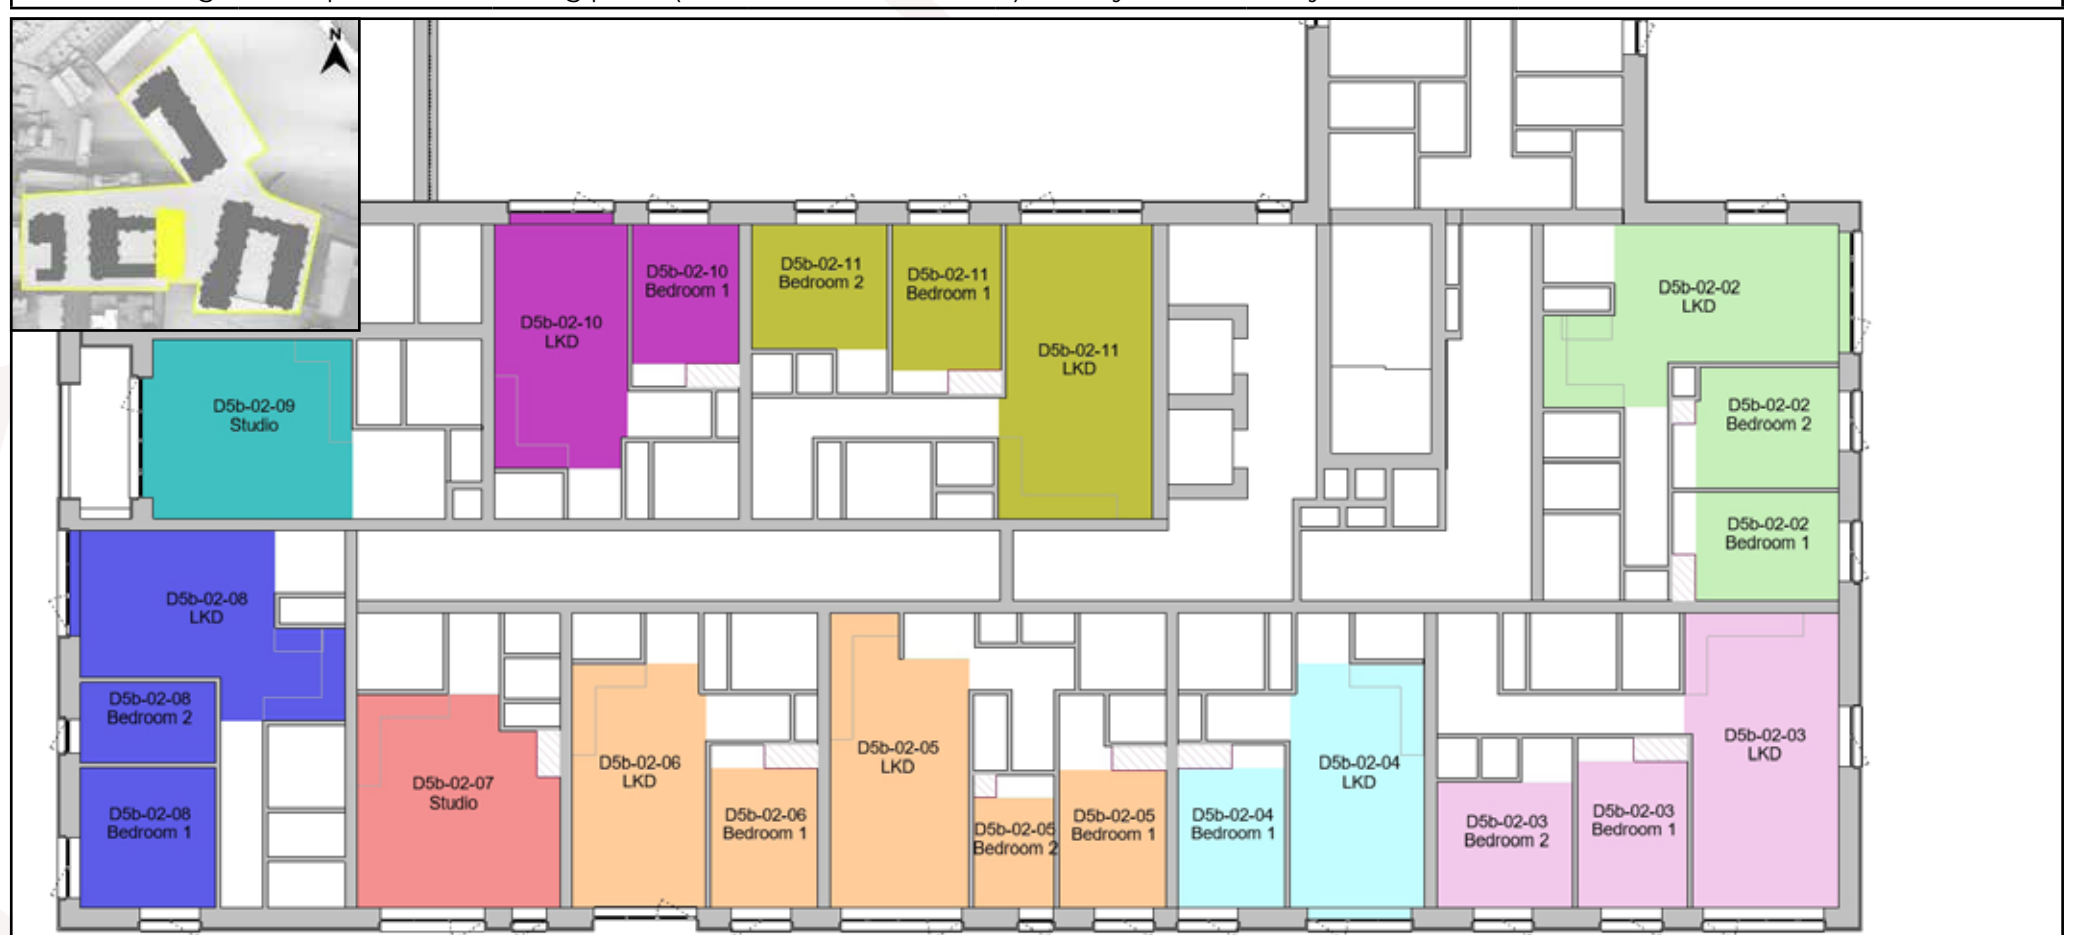 N
D5b-02-10
LKD
D5b-02-10
Bedroom 1
D5b-02-11
Bedroom 2
D5b-02-11
Bedroom 1
D5b-02-11
LKD
D5b-02-02
LKD
D5b-02-09
Studio
D5b-02-02
Bedroom 2
D5b-02-02
Bedroom 1
D5b-02-08
LKD
D5b-02-08
Bedroom 2
D5b-02-08
Bedroom 1
D5b-02-07
Studio
D5b-02-06
LKD
D5b-02-06
Bedroom 1
D5b-02-05
LKD
D5b-02-05
Bedroom 2
D5b-02-05
Bedroom 1
D5b-02-04
Bedroom 1
D5b-02-04
LKD
D5b-02-03
Bedroom 2
D5b-02-03
Bedroom 1
D5b-02-03
LKD